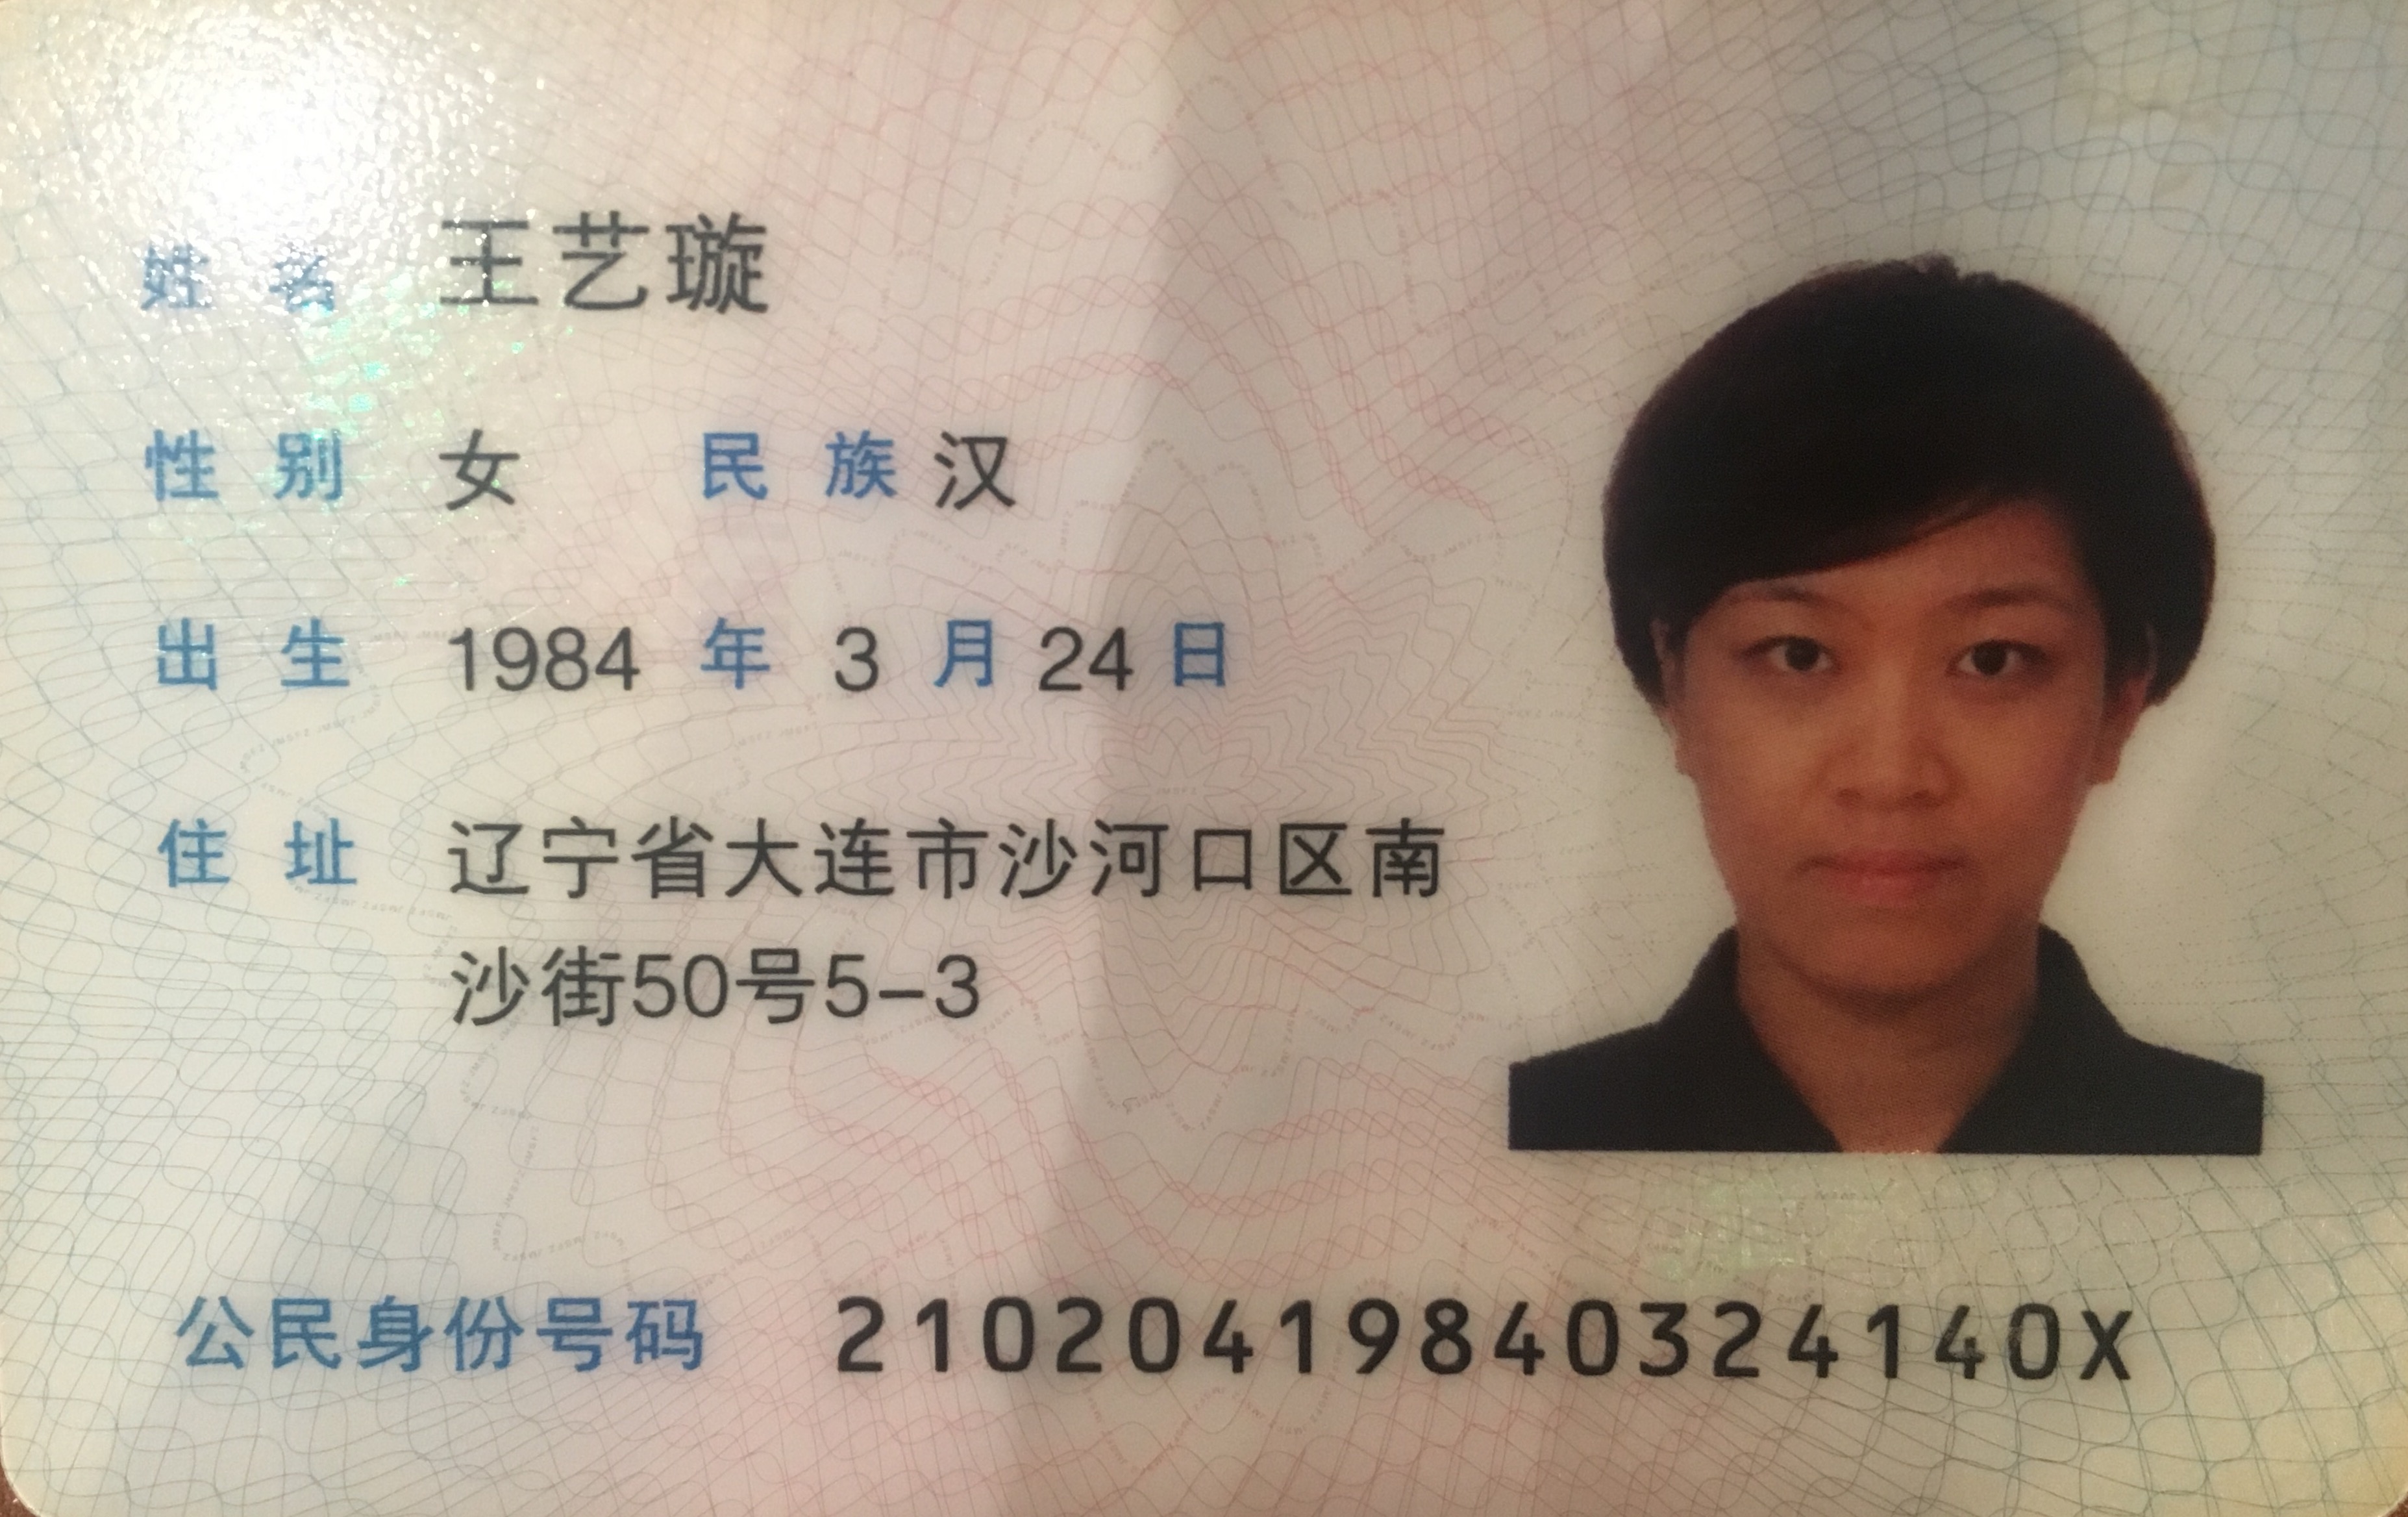 姓名 王艺璇
性别 女 民族 汉
出生 1984 年 3 月 24 日
住址 辽宁省大连市沙河口区南
沙街50号5-3
公民身份号码 21020419840324140X